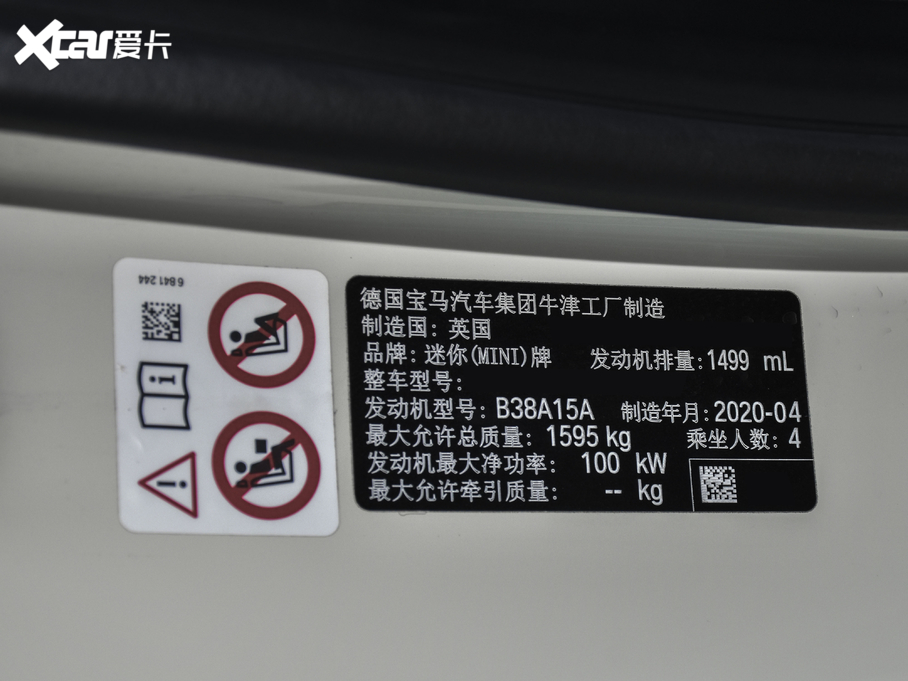 Xcar爱卡
6 841 244
德国宝马汽车集团牛津工厂制造
制造国: 英国
品牌: 迷你(MINI)牌 发动机排量: 1499 mL
整车型号:
发动机型号: B38A15A 制造年月: 2020-04
最大允许总质量: 1595 kg 乘坐人数: 4
发动机最大净功率: 100 kW
最大允许牵引质量: -- kg